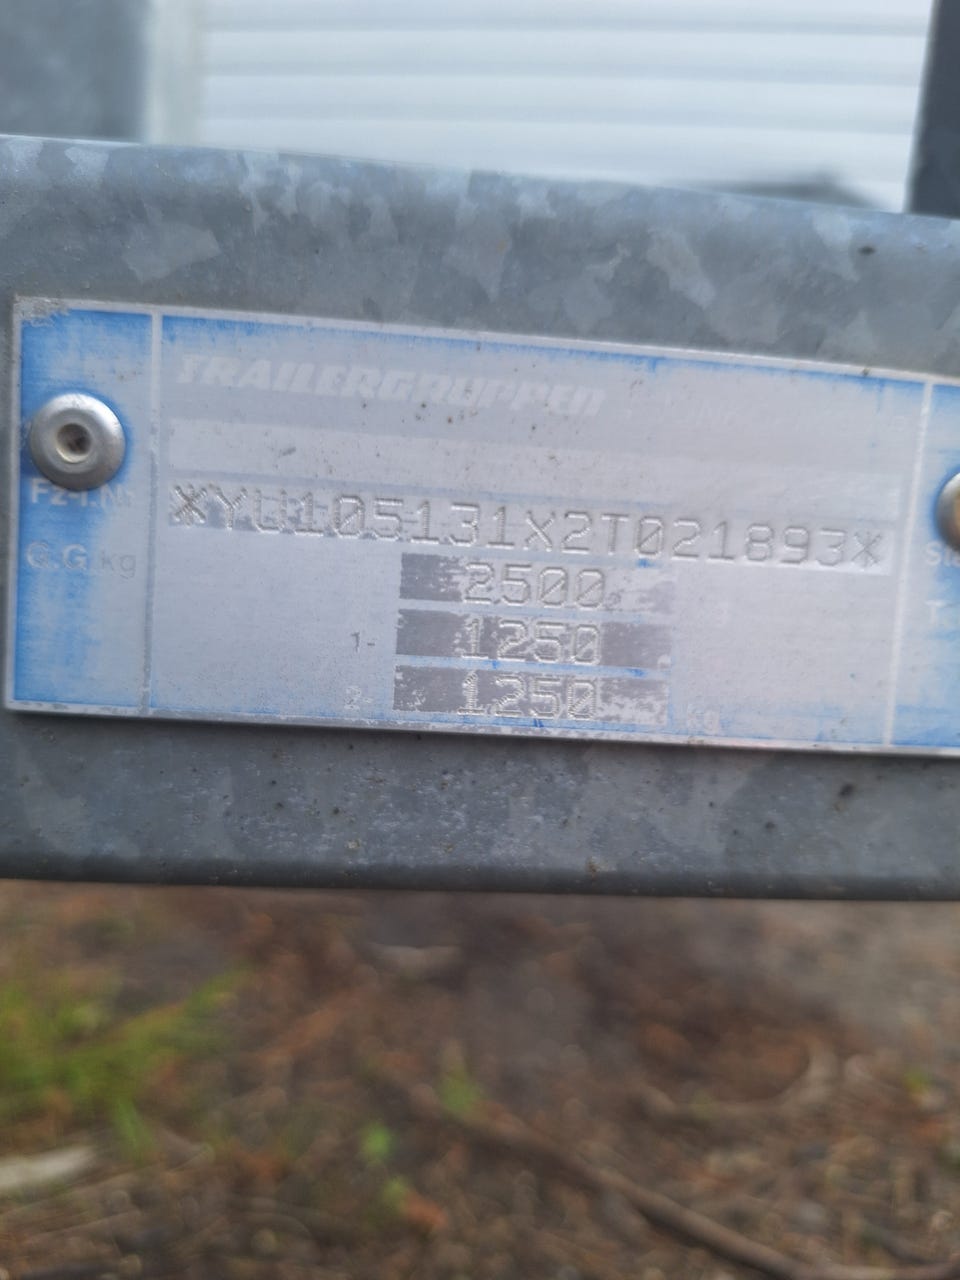 TRAILERGRUPPEN
Fz-I.Nr. *YU105131X2T021893*
G.G. kg 2500
1- 1250
2- 1250 kg